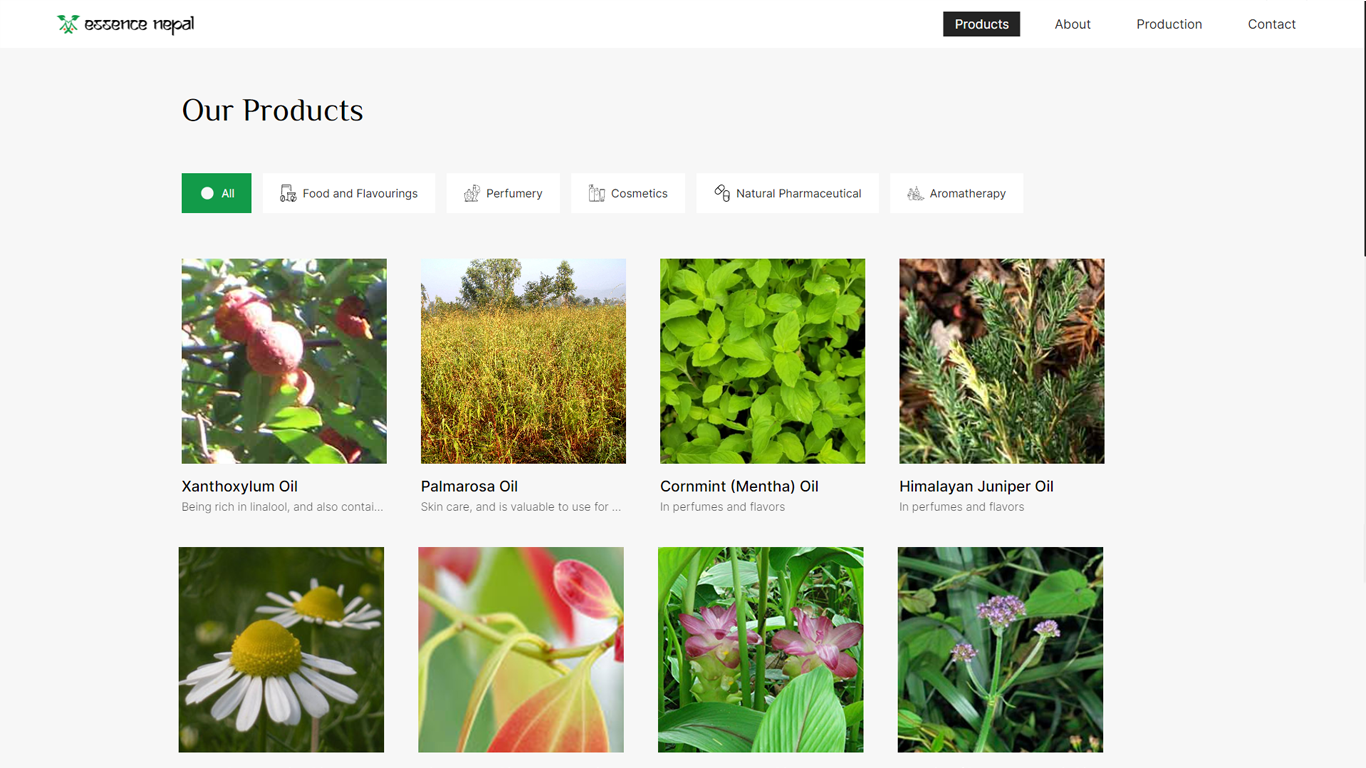 essence nepal
Products About Production Contact
Our Products
All Food and Flavourings Perfumery Cosmetics Natural Pharmaceutical Aromatherapy
Xanthoxylum Oil Palmarosa Oil Cornmint (Mentha) Oil Himalayan Juniper Oil
Being rich in linalool, and also contai... Skin care, and is valuable to use for ... In perfumes and flavors In perfumes and flavors